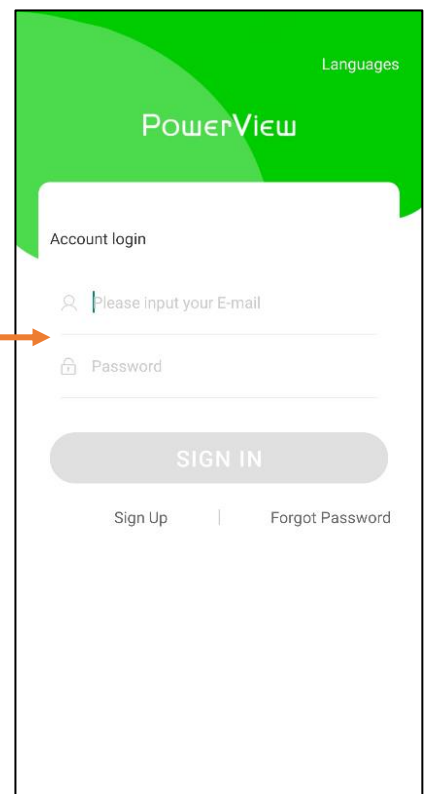 Languages
PowerView
Account login
Please input your E-mail
Password
SIGN IN
Sign Up | Forgot Password